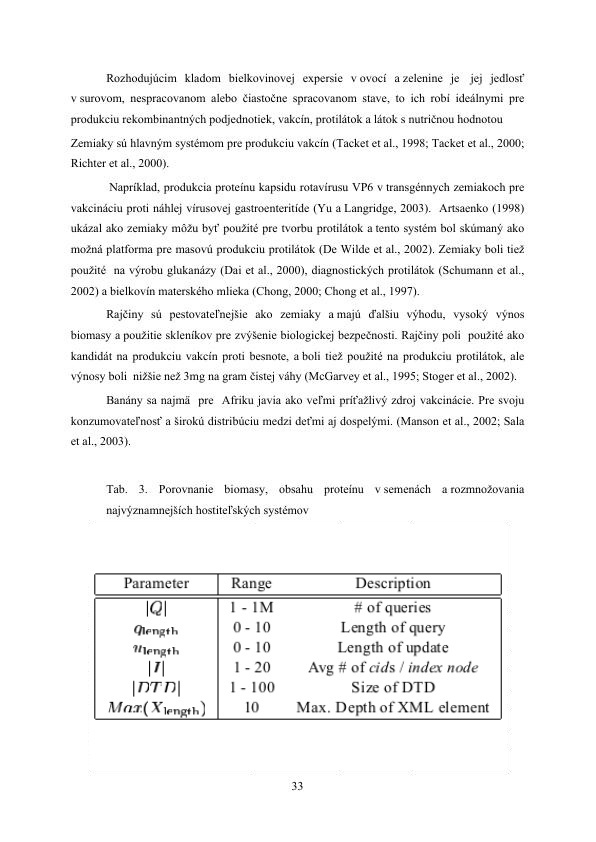 Rozhodujúcim kladom bielkovinovej expersie v ovocí a zelenine je jej jedlosť
v surovom, nespracovanom alebo čiastočne spracovanom stave, to ich robí ideálnymi pre
produkciu rekombinantných podjednotiek, vakcín, protilátok a látok s nutričnou hodnotou
Zemiaky sú hlavným systémom pre produkciu vakcín (Tacket et al., 1998; Tacket et al., 2000;
Richter et al., 2000).
Napríklad, produkcia proteínu kapsidu rotavírusu VP6 v transgénnych zemiakoch pre
vakcináciu proti náhlej vírusovej gastroenteritíde (Yu a Langridge, 2003). Artsaenko (1998)
ukázal ako zemiaky môžu byť použité pre tvorbu protilátok a tento systém bol skúmaný ako
možná platforma pre masovú produkciu protilátok (De Wilde et al., 2002). Zemiaky boli tiež
použité na výrobu glukanázy (Dai et al., 2000), diagnostických protilátok (Schumann et al.,
2002) a bielkovín materského mlieka (Chong, 2000; Chong et al., 1997).
Rajčiny sú pestovateľnejšie ako zemiaky a majú ďalšiu výhodu, vysoký výnos
biomasy a použitie skleníkov pre zvýšenie biologickej bezpečnosti. Rajčiny poli použité ako
kandidát na produkciu vakcín proti besnote, a boli tiež použité na produkciu protilátok, ale
výnosy boli nižšie než 3mg na gram čistej váhy (McGarvey et al., 1995; Stoger et al., 2002).
Banány sa najmä pre Afriku javia ako veľmi príťažlivý zdroj vakcinácie. Pre svoju
konzumovateľnosť a širokú distribúciu medzi deťmi aj dospelými. (Manson et al., 2002; Sala
et al., 2003).
Tab. 3. Porovnanie biomasy, obsahu proteínu v semenách a rozmnožovania
najvýznamnejších hostiteľských systémov
Parameter Range Description
|Q| 1 - 1M # of queries
qlength 0 - 10 Length of query
ulength 0 - 10 Length of update
|I| 1 - 20 Avg # of cids / index node
|DTD| 1 - 100 Size of DTD
Max(Xlength) 10 Max. Depth of XML element
33